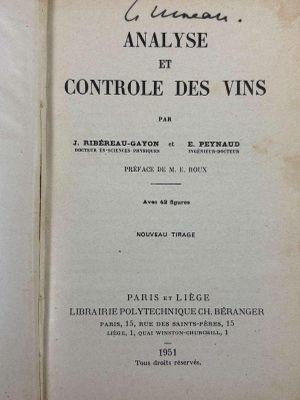 ANALYSE
ET
CONTROLE DES VINS
PAR
J. RIBÉREAU-GAYON et E. PEYNAUD
DOCTEUR ÈS-SCIENCES PHYSIQUES INGÉNIEUR-DOCTEUR
PRÉFACE DE M. E. ROUX
Avec 42 figures
NOUVEAU TIRAGE
PARIS ET LIÈGE
LIBRAIRIE POLYTECHNIQUE CH. BÉRANGER
PARIS, 15, RUE DES SAINTS-PÈRES, 15
LIÈGE, 1, QUAI WINSTON-CHURCHILL, 1
1951
Tous droits réservés.